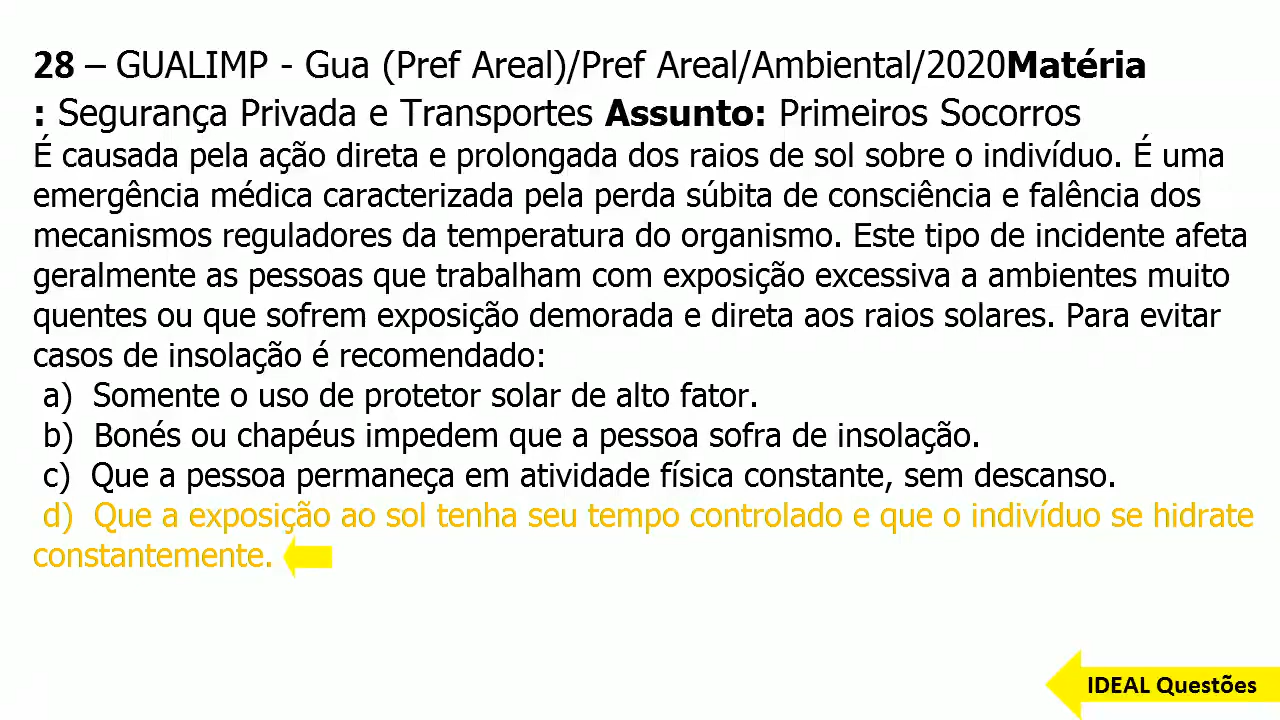 28 – GUALIMP - Gua (Pref Areal)/Pref Areal/Ambiental/2020Matéria
: Segurança Privada e Transportes Assunto: Primeiros Socorros
É causada pela ação direta e prolongada dos raios de sol sobre o indivíduo. É uma
emergência médica caracterizada pela perda súbita de consciência e falência dos
mecanismos reguladores da temperatura do organismo. Este tipo de incidente afeta
geralmente as pessoas que trabalham com exposição excessiva a ambientes muito
quentes ou que sofrem exposição demorada e direta aos raios solares. Para evitar
casos de insolação é recomendado:
a) Somente o uso de protetor solar de alto fator.
b) Bonés ou chapéus impedem que a pessoa sofra de insolação.
c) Que a pessoa permaneça em atividade física constante, sem descanso.
d) Que a exposição ao sol tenha seu tempo controlado e que o indivíduo se hidrate
constantemente.
IDEAL Questões